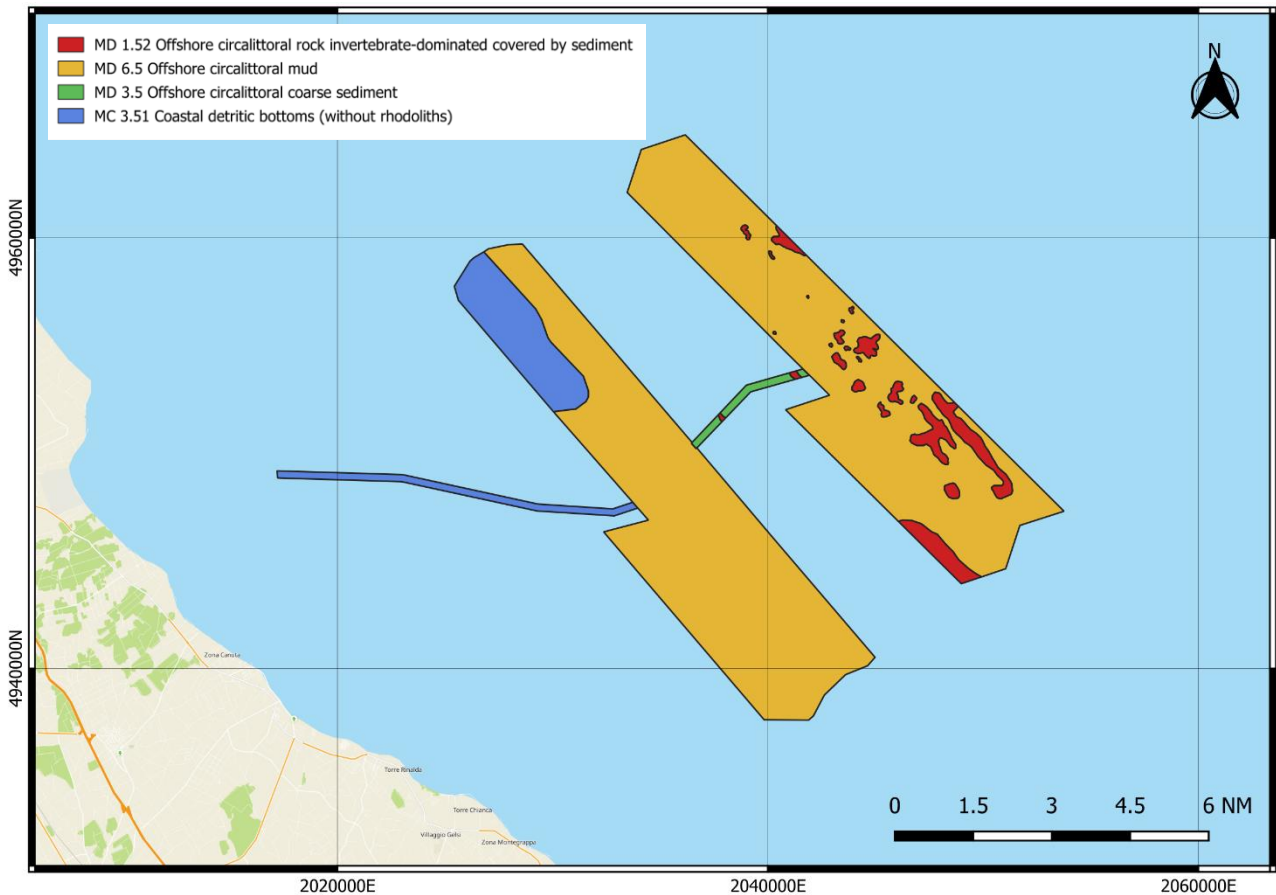 MD 1.52 Offshore circalittoral rock invertebrate-dominated covered by sediment
MD 6.5 Offshore circalittoral mud
MD 3.5 Offshore circalittoral coarse sediment
MC 3.51 Coastal detritic bottoms (without rhodoliths)
N
4960000N
4940000N
Zona Canuta
Torre Rinalda
Torre Chianca
Villaggio Gelsi
Zona Montegrappa
0 1.5 3 4.5 6 NM
2020000E 2040000E 2060000E